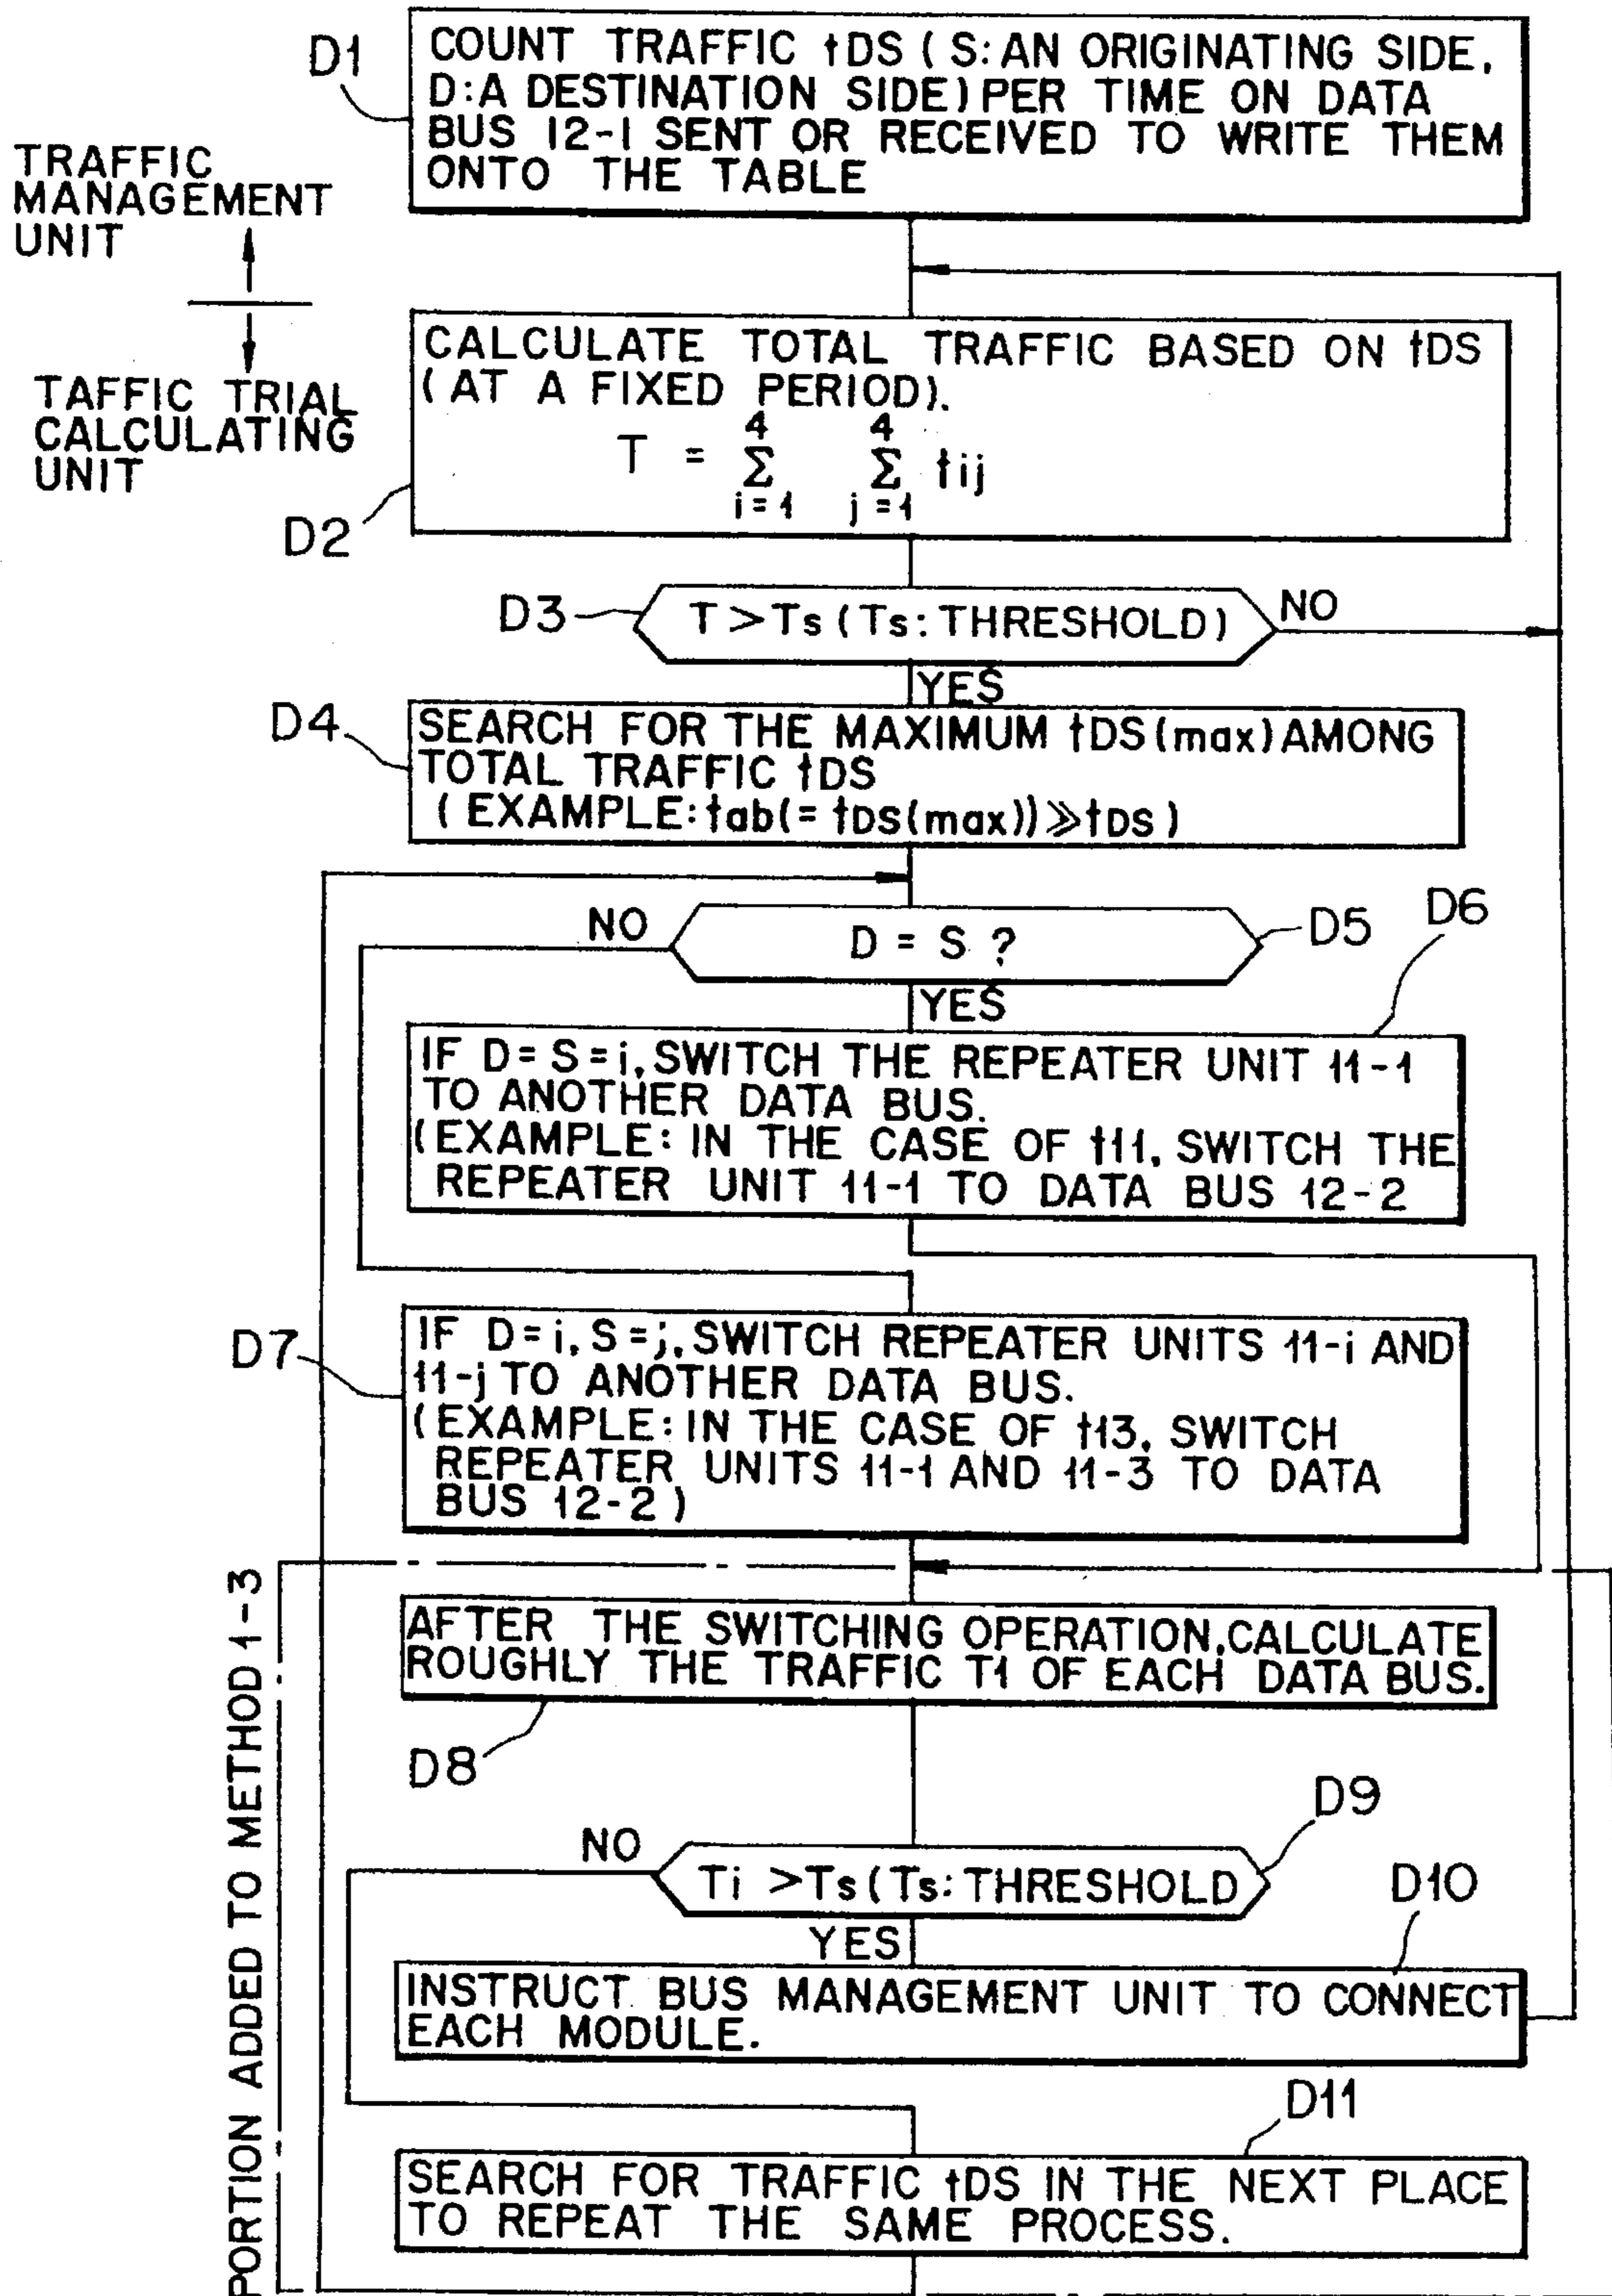 D1
COUNT TRAFFIC tDS ( S: AN ORIGINATING SIDE,
D: A DESTINATION SIDE) PER TIME ON DATA
BUS 12-1 SENT OR RECEIVED TO WRITE THEM
ONTO THE TABLE
TRAFFIC
MANAGEMENT
UNIT
TAFFIC TRIAL
CALCULATING
UNIT
D2
CALCULATE TOTAL TRAFFIC BASED ON tDS
( AT A FIXED PERIOD).
4 4
T = Σ Σ tij
i=1 j=1
D3
T > Ts ( Ts: THRESHOLD)
NO
YES
D4
SEARCH FOR THE MAXIMUM tDS(max) AMONG
TOTAL TRAFFIC tDS
( EXAMPLE: tab(= tDS(max)) ≫ tDS )
NO
D = S ?
D5
D6
YES
IF D= S = i, SWITCH THE REPEATER UNIT 11-1
TO ANOTHER DATA BUS.
(EXAMPLE: IN THE CASE OF t11, SWITCH THE
REPEATER UNIT 11-1 TO DATA BUS 12-2
D7
IF D= i, S = j, SWITCH REPEATER UNITS 11-i AND
11-j TO ANOTHER DATA BUS.
(EXAMPLE: IN THE CASE OF t13, SWITCH
REPEATER UNITS 11-1 AND 11-3 TO DATA
BUS 12-2 )
PORTION ADDED TO METHOD 1-3
AFTER THE SWITCHING OPERATION, CALCULATE
ROUGHLY THE TRAFFIC T1 OF EACH DATA BUS.
D8
D9
NO
Ti > Ts ( Ts: THRESHOLD
D10
YES
INSTRUCT BUS MANAGEMENT UNIT TO CONNECT
EACH MODULE.
D11
SEARCH FOR TRAFFIC tDS IN THE NEXT PLACE
TO REPEAT THE SAME PROCESS.